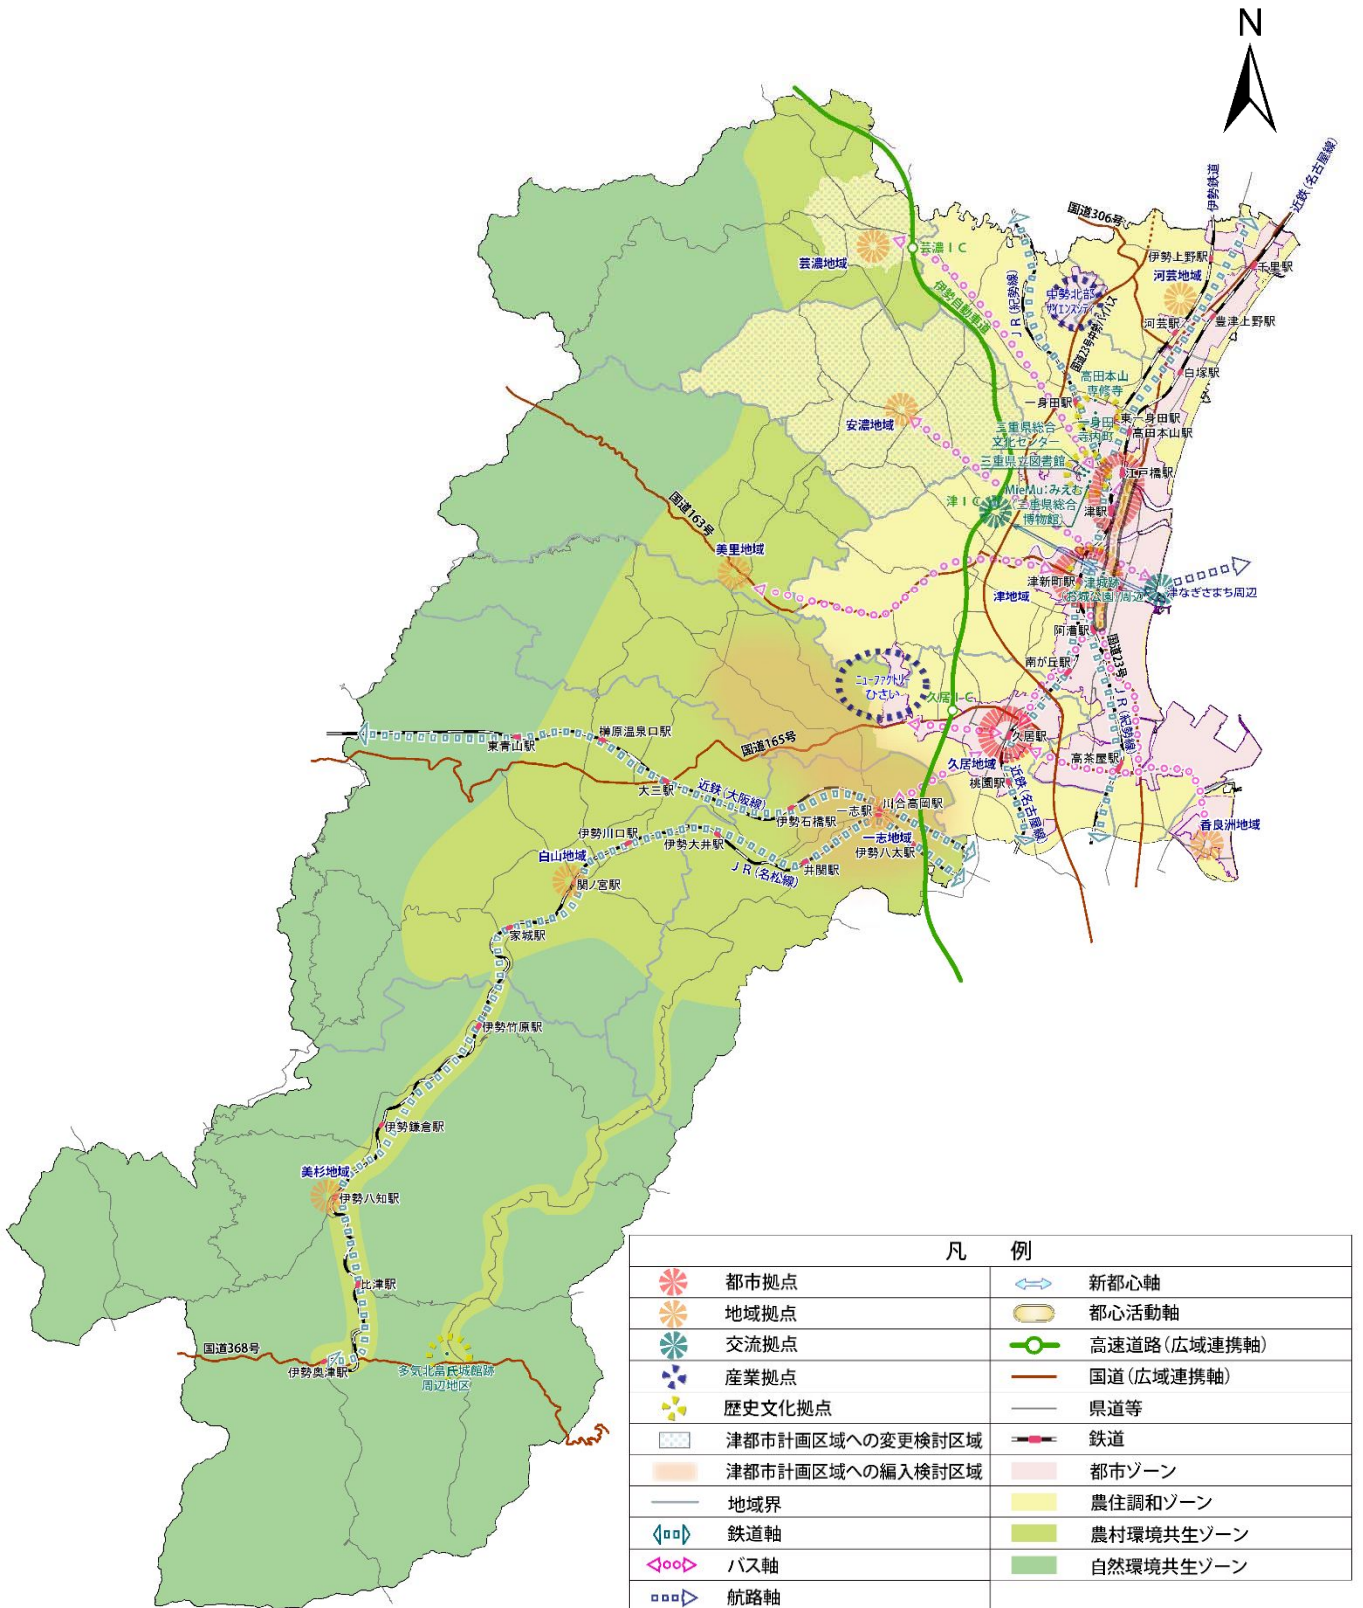 N
近鉄(名古屋線)
伊勢鉄道
国道306号
伊勢上野駅
千里駅
河芸地域
芸濃IC
芸濃地域
伊勢自動車道
JR(紀勢線)
中勢北部
サイエンスシティ
国道23号中勢バイパス
河芸駅
豊津上野駅
白塚駅
高田本山
専修寺
一身田駅
東一身田駅
一身田
寺内町
高田本山駅
安濃地域
三重県総合
文化センター
三重県立図書館
江戸橋駅
MieMu:みえむ
(三重県総合
博物館)
津IC
津駅
国道163号
美里地域
津新町駅
津城跡
お城公園周辺
津なぎさまち周辺
津地域
阿漕駅
国道23号
南が丘駅
JR(紀勢線)
ニューファクトリー
ひさい
久居IC
久居駅
久居地域
高茶屋駅
桃園駅
近鉄(名古屋線)
香良洲地域
東青山駅
榊原温泉口駅
国道165号
大三駅
近鉄(大阪線)
伊勢石橋駅
一志駅
川合高岡駅
一志地域
伊勢八太駅
伊勢川口駅
伊勢大井駅
白山地域
JR(名松線)
井関駅
関ノ宮駅
家城駅
伊勢竹原駅
伊勢鎌倉駅
美杉地域
伊勢八知駅
比津駅
国道368号
伊勢奥津駅
多気北畠氏城館跡
周辺地区
凡 例
都市拠点
新都心軸
地域拠点
都心活動軸
交流拠点
高速道路(広域連携軸)
産業拠点
国道(広域連携軸)
歴史文化拠点
県道等
津都市計画区域への変更検討区域
鉄道
津都市計画区域への編入検討区域
都市ゾーン
地域界
農住調和ゾーン
鉄道軸
農村環境共生ゾーン
バス軸
自然環境共生ゾーン
航路軸